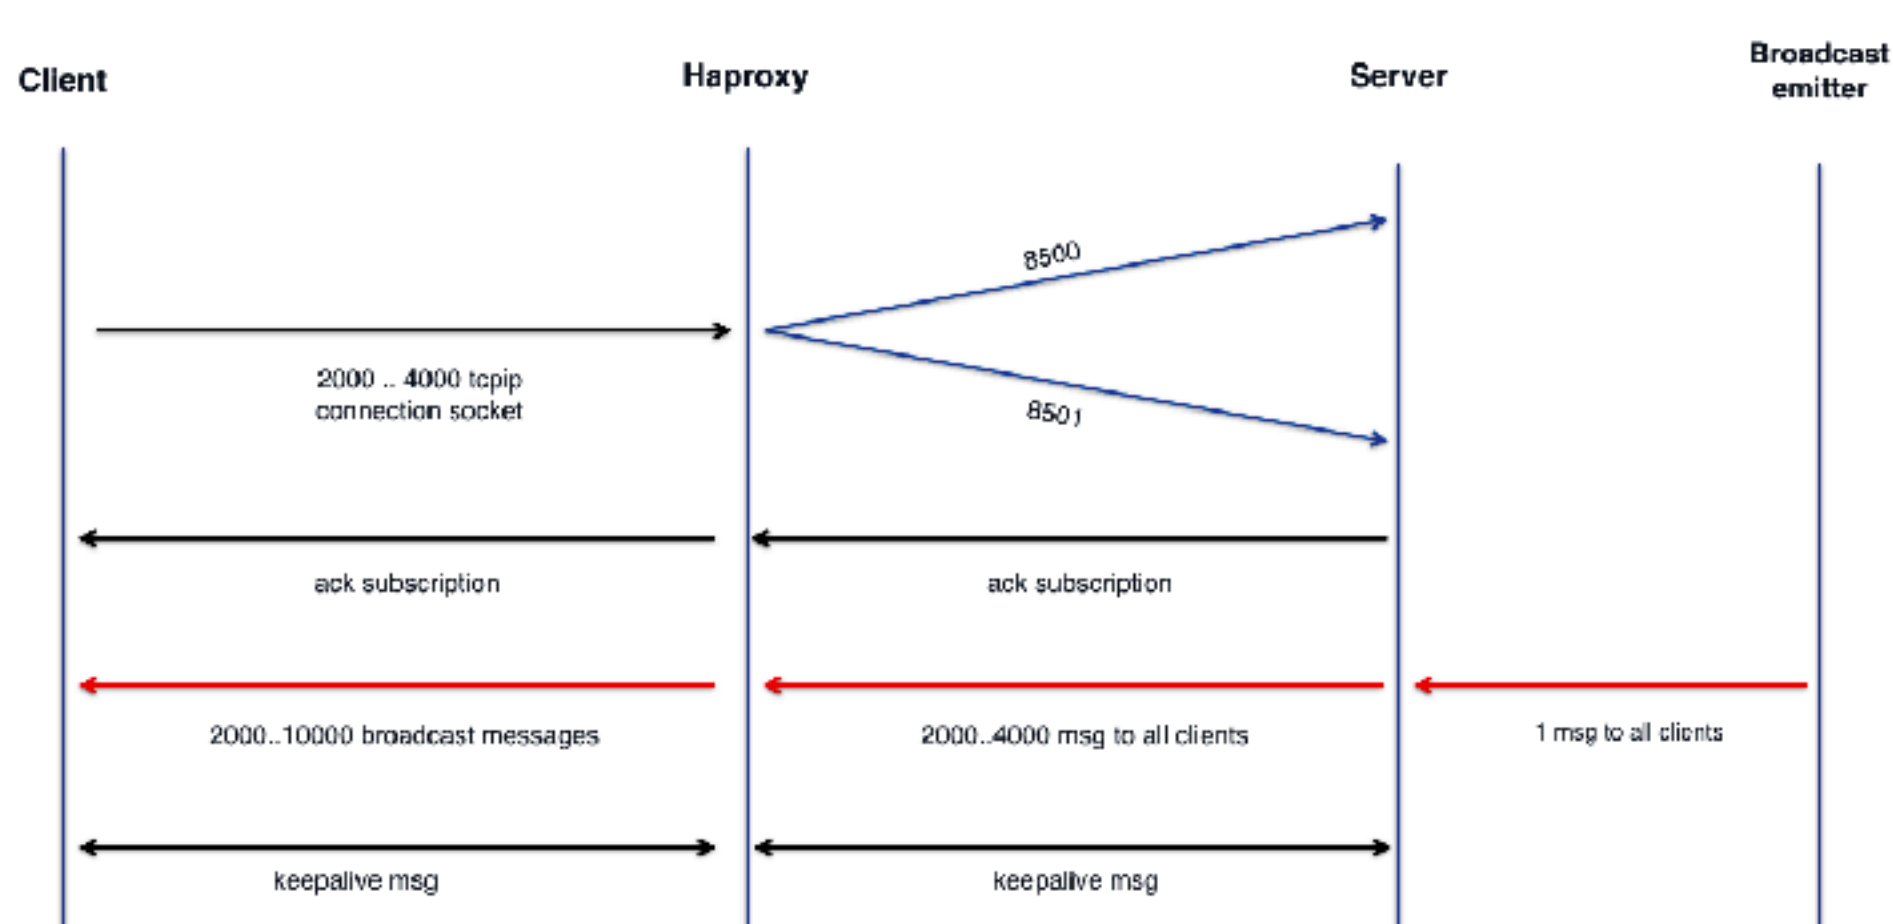 Client
Haproxy
Server
Broadcast
emitter
8500
2000 .. 4000 tcpip
connection socket
8501
ack subscription
ack subscription
2000..10000 broadcast messages
2000..4000 msg to all clients
1 msg to all clients
keepalive msg
keepalive msg